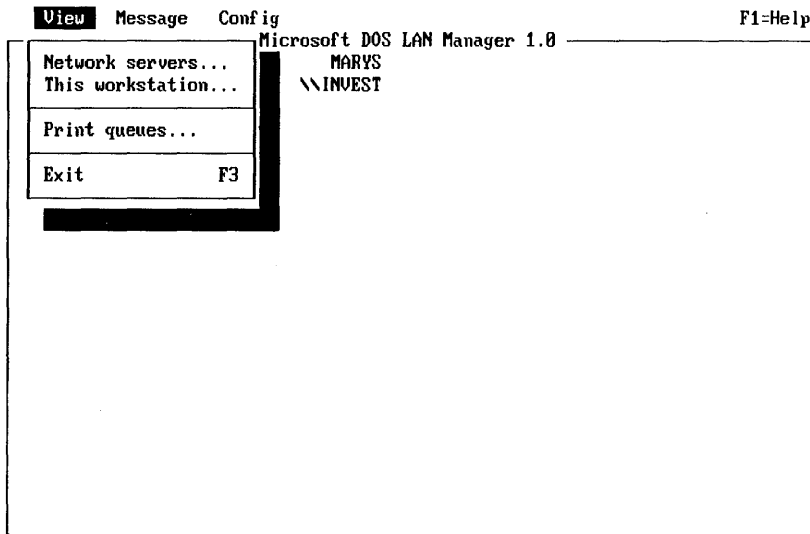 View Message Config F1=Help
Microsoft DOS LAN Manager 1.0
Network servers... MARYS
This workstation... \\INVEST
Print queues...
Exit F3